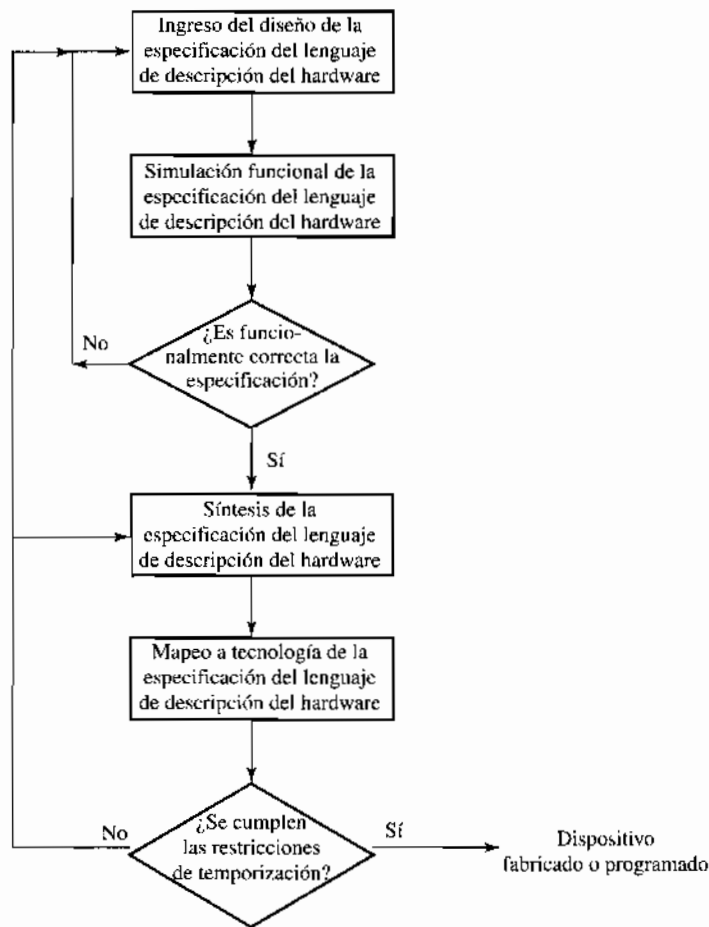 Ingreso del diseño de la
especificación del lenguaje
de descripción del hardware
Simulación funcional de la
especificación del lenguaje
de descripción del hardware
¿Es funcio-
nalmente correcta la
especificación?
No
Sí
Síntesis de la
especificación del lenguaje
de descripción del hardware
Mapeo a tecnología de la
especificación del lenguaje
de descripción del hardware
¿Se cumplen
las restricciones
de temporización?
No
Sí
Dispositivo
fabricado o programado